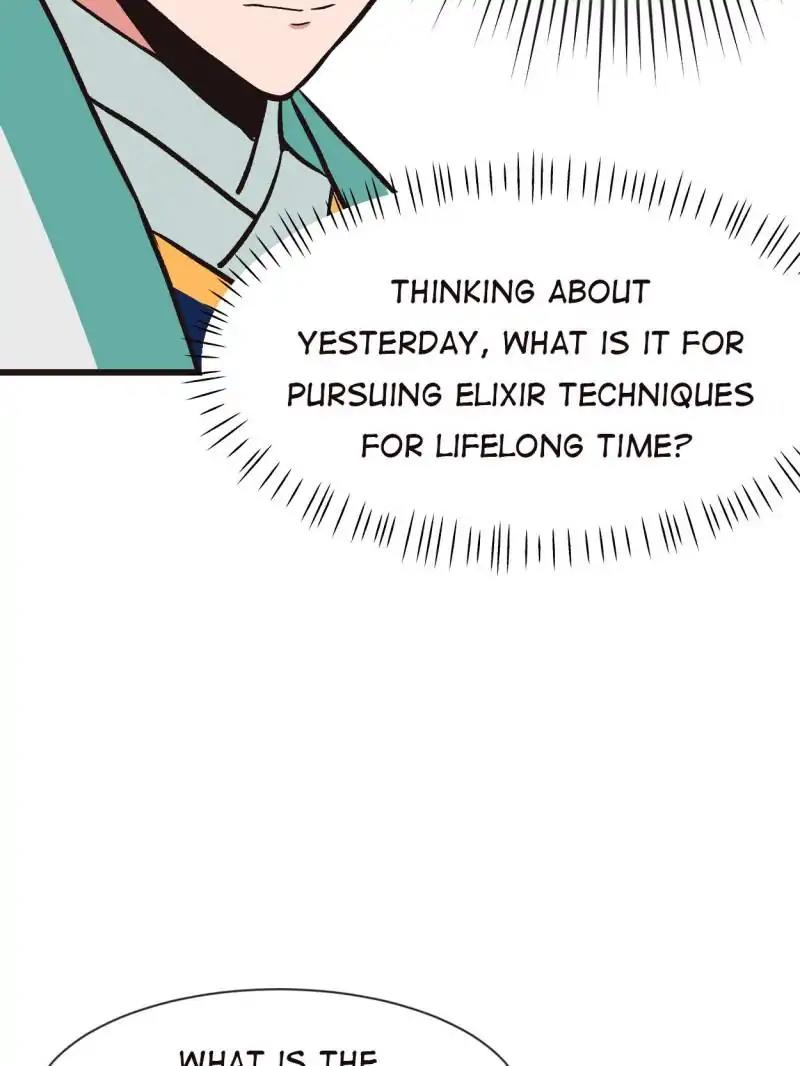 THINKING ABOUT
YESTERDAY, WHAT IS IT FOR
PURSUING ELIXIR TECHNIQUES
FOR LIFELONG TIME?
WHAT IS THE